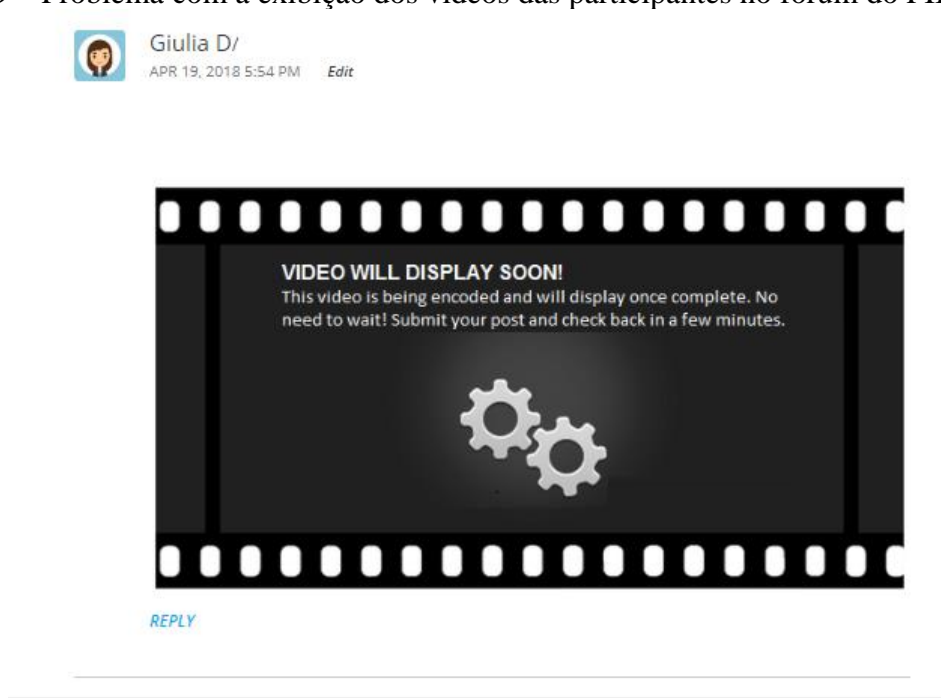 Problema com a exibição dos vídeos das participantes no fórum do
Giulia D/
APR 19, 2018 5:54 PM Edit
VIDEO WILL DISPLAY SOON!
This video is being encoded and will display once complete. No
need to wait! Submit your post and check back in a few minutes.
REPLY